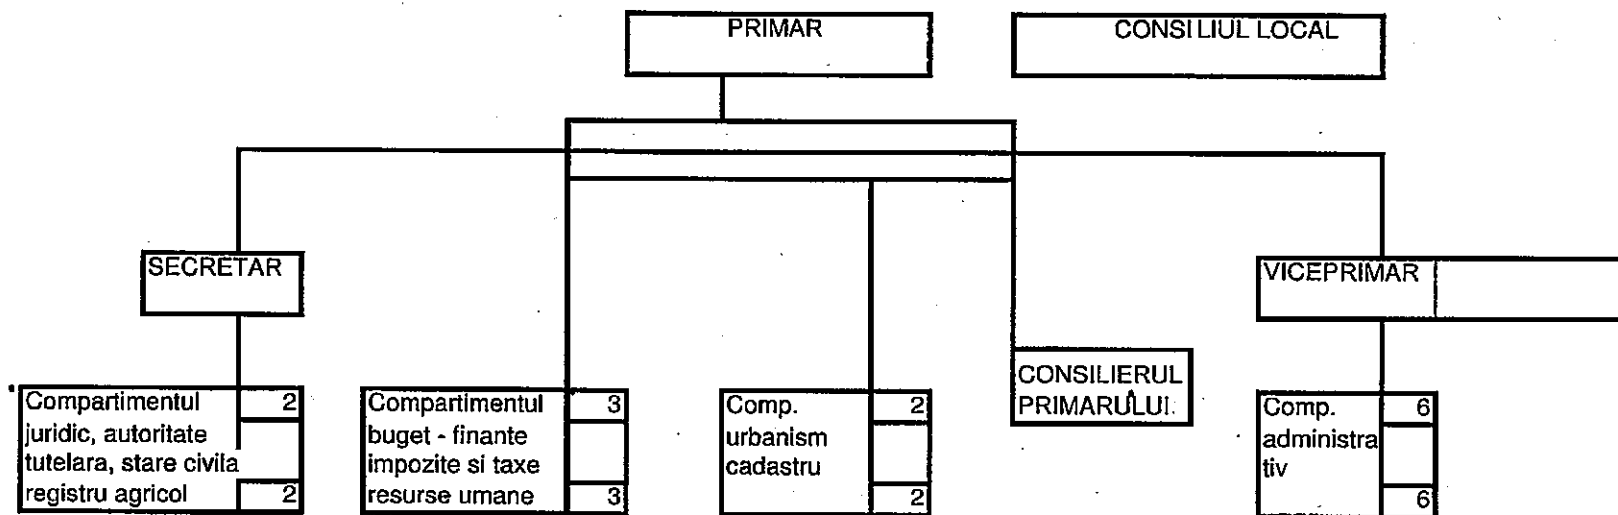 PRIMAR
CONSILIUL LOCAL
SECRETAR
VICEPRIMAR
CONSILIERUL
PRIMARULUI
Compartimentul 2
juridic, autoritate
tutelara, stare civila
registru agricol 2
Compartimentul 3
buget - finante
impozite si taxe
resurse umane 3
Comp. 2
urbanism
cadastru
2
Comp. 6
administra
tiv
6